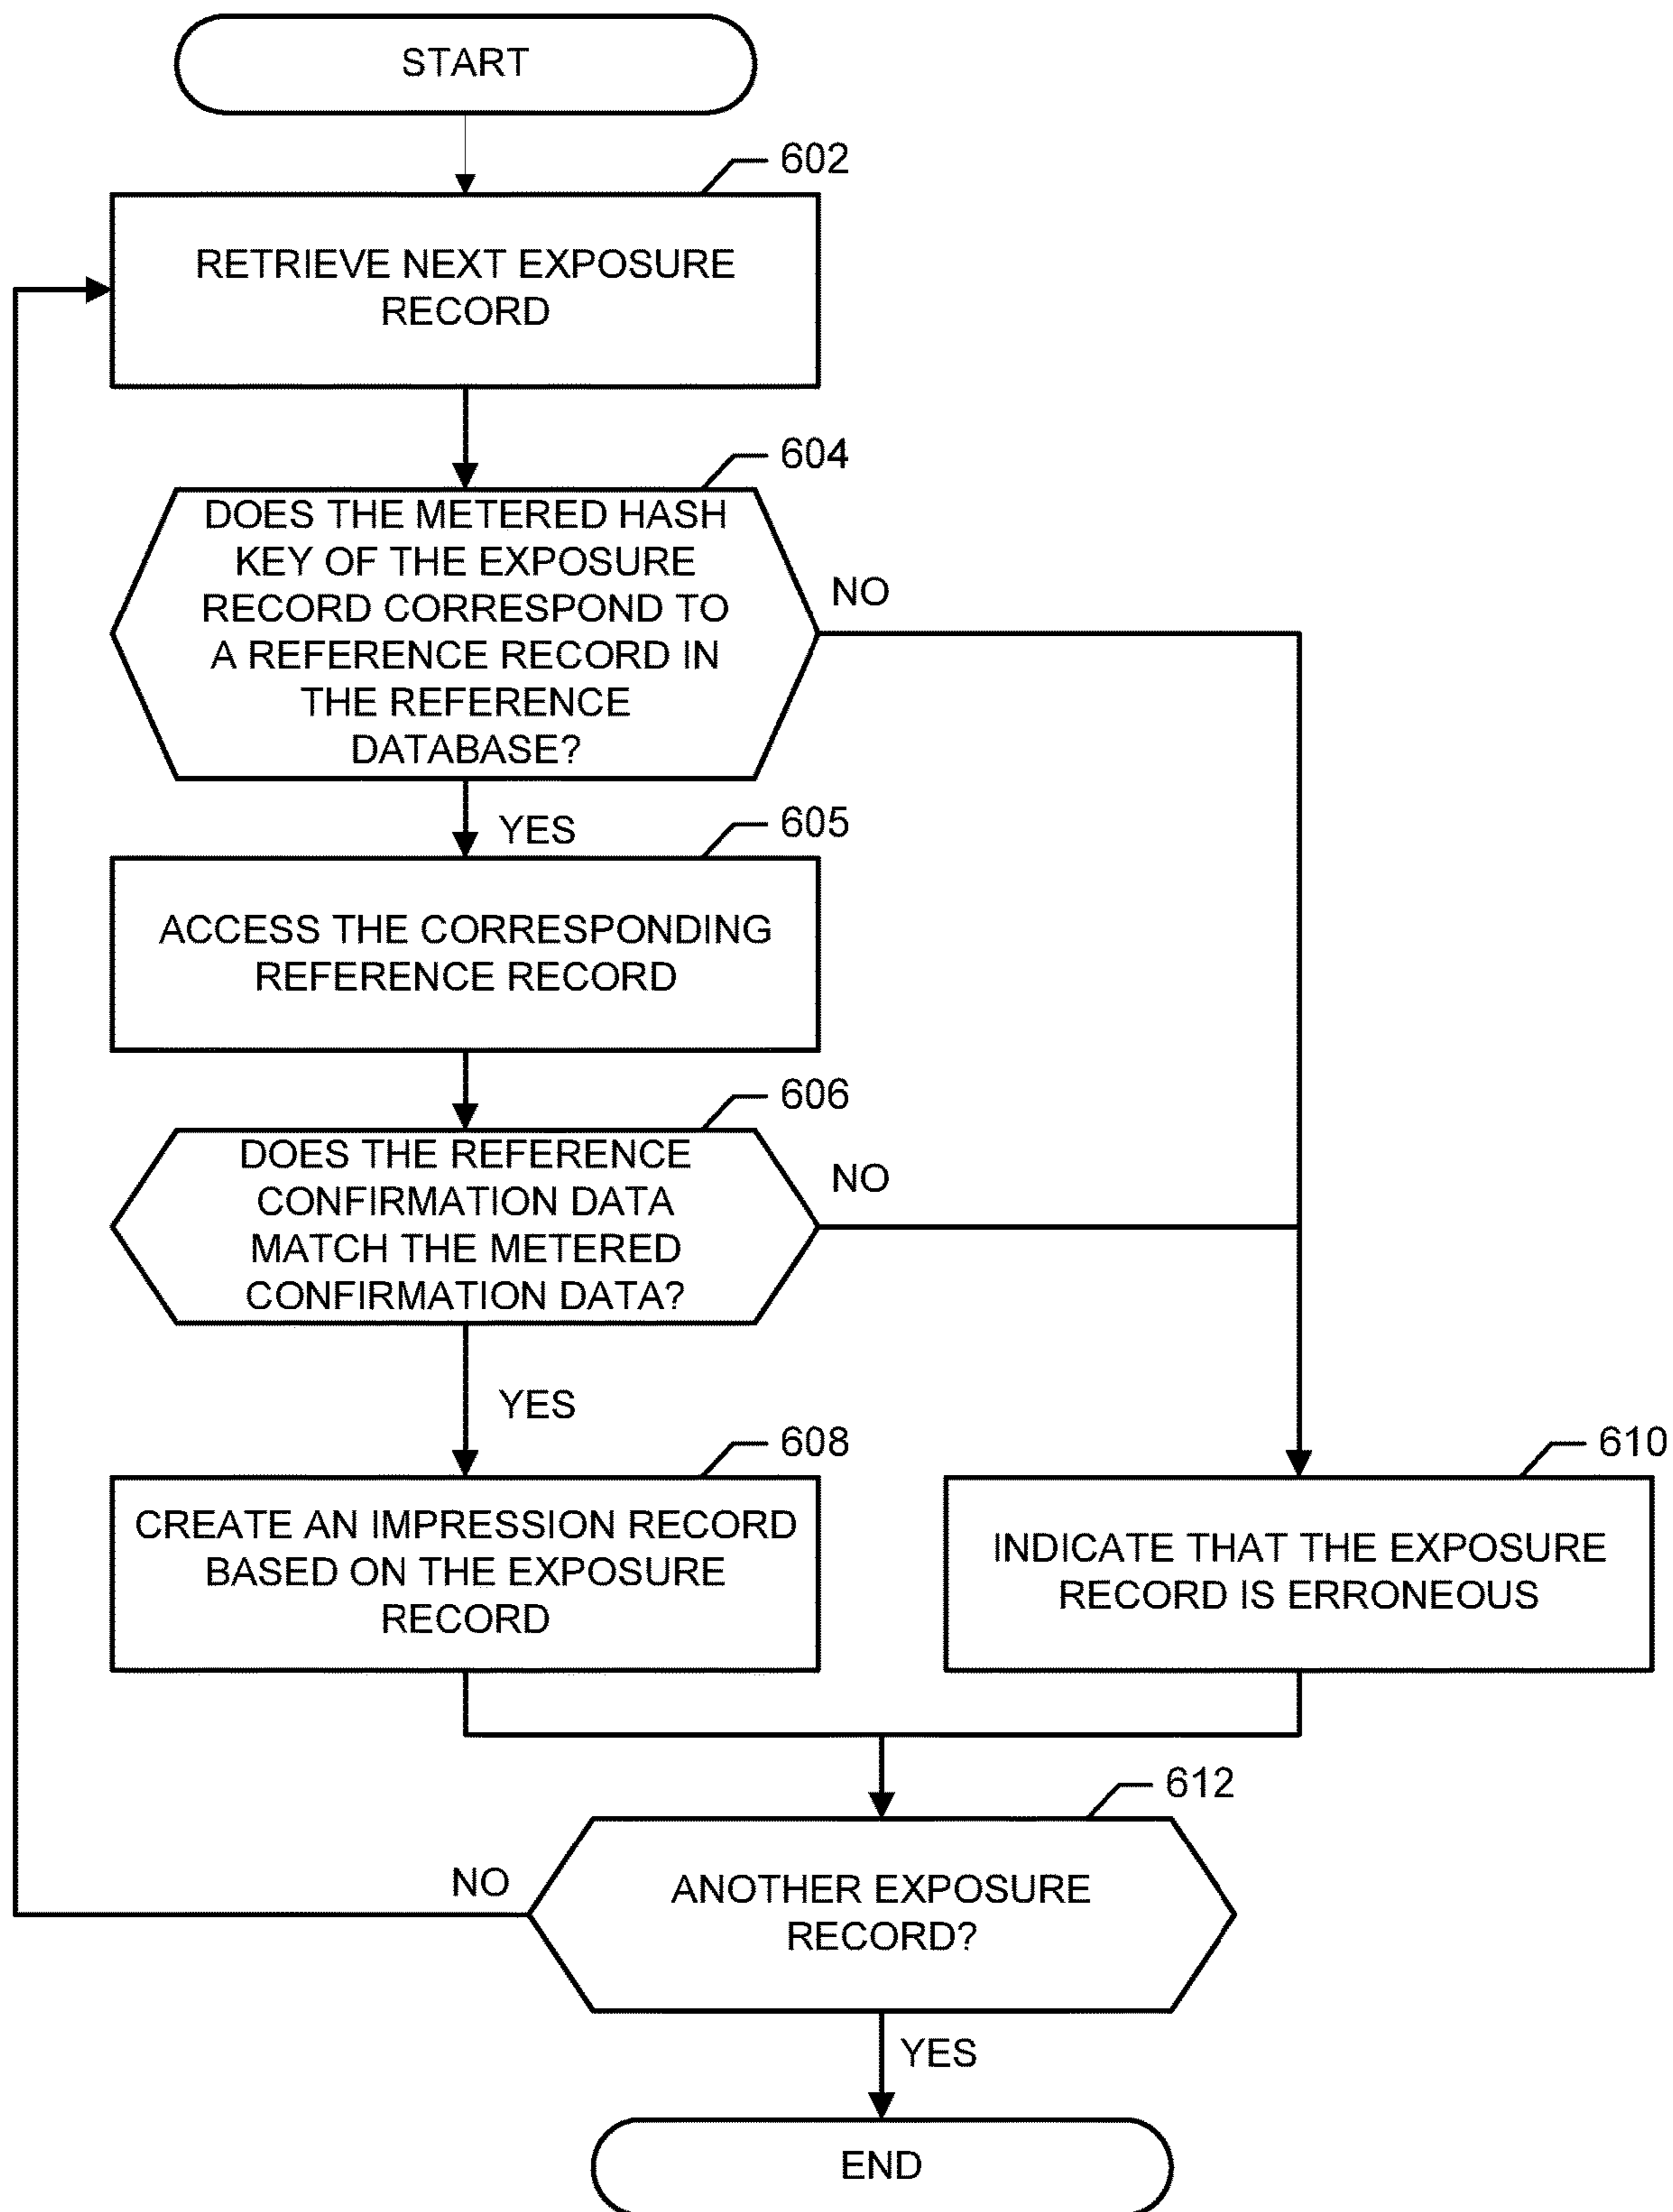 START
602
RETRIEVE NEXT EXPOSURE
RECORD
604
DOES THE METERED HASH
KEY OF THE EXPOSURE
RECORD CORRESPOND TO
A REFERENCE RECORD IN
THE REFERENCE
DATABASE?
NO
YES
605
ACCESS THE CORRESPONDING
REFERENCE RECORD
606
DOES THE REFERENCE
CONFIRMATION DATA
MATCH THE METERED
CONFIRMATION DATA?
NO
YES
608
CREATE AN IMPRESSION RECORD
BASED ON THE EXPOSURE
RECORD
610
INDICATE THAT THE EXPOSURE
RECORD IS ERRONEOUS
612
ANOTHER EXPOSURE
RECORD?
NO
YES
END